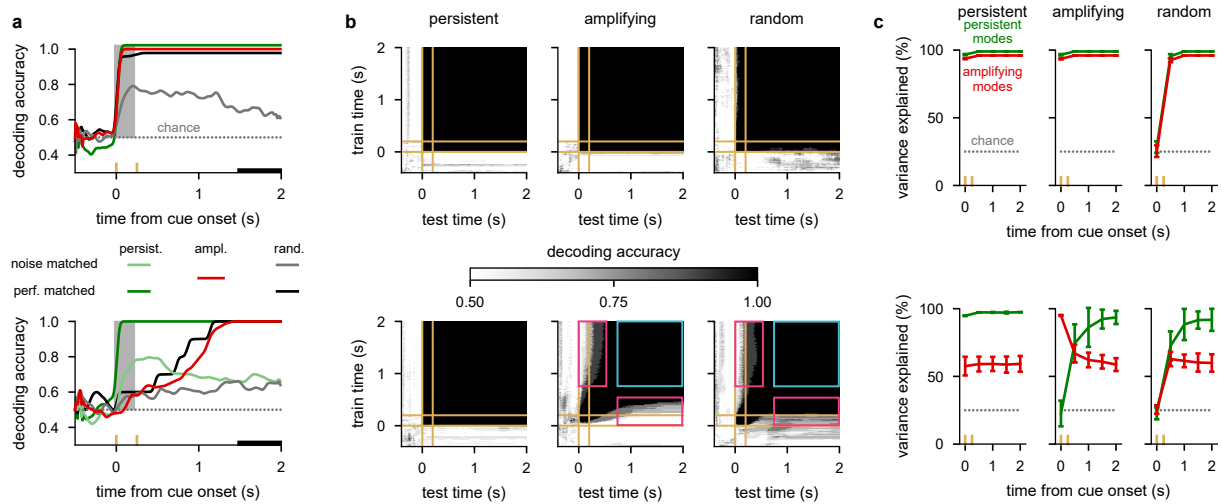 a
decoding accuracy
1.0
0.8
0.6
0.4
chance
0
1
2
time from cue onset (s)
persist.
ampl.
rand.
noise matched
perf. matched
decoding accuracy
1.0
0.8
0.6
0.4
0
1
2
time from cue onset (s)
b
persistent
amplifying
random
train time (s)
2
1
0
0
1
2
0
1
2
0
1
2
test time (s)
test time (s)
test time (s)
decoding accuracy
0.50
0.75
1.00
train time (s)
2
1
0
0
1
2
0
1
2
0
1
2
test time (s)
test time (s)
test time (s)
c
persistent
amplifying
random
persistent
modes
amplifying
modes
chance
variance explained (%)
100
50
0
0
1
2
0
1
2
0
1
2
time from cue onset (s)
variance explained (%)
100
50
0
0
1
2
0
1
2
0
1
2
time from cue onset (s)